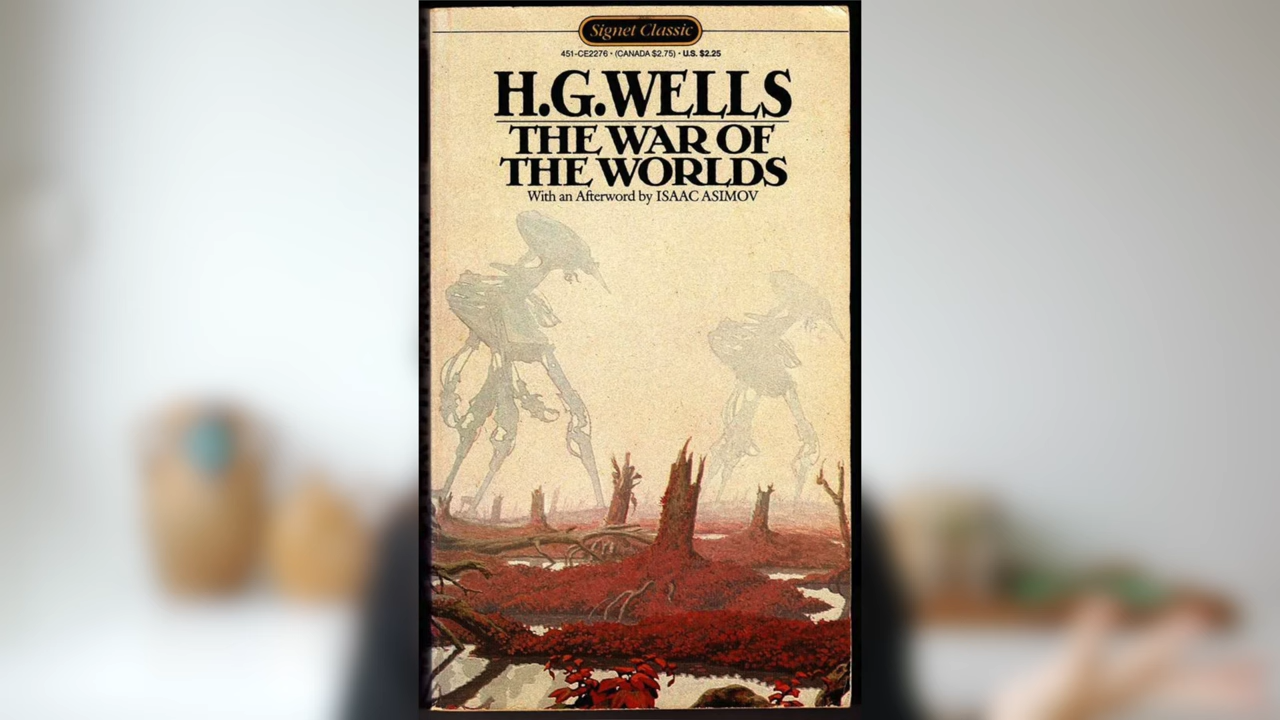 Signet Classic
451-CE2276 • (CANADA $2.75) • U.S. $2.25
H.G.WELLS
THE WAR OF
THE WORLDS
With an Afterword by ISAAC ASIMOV